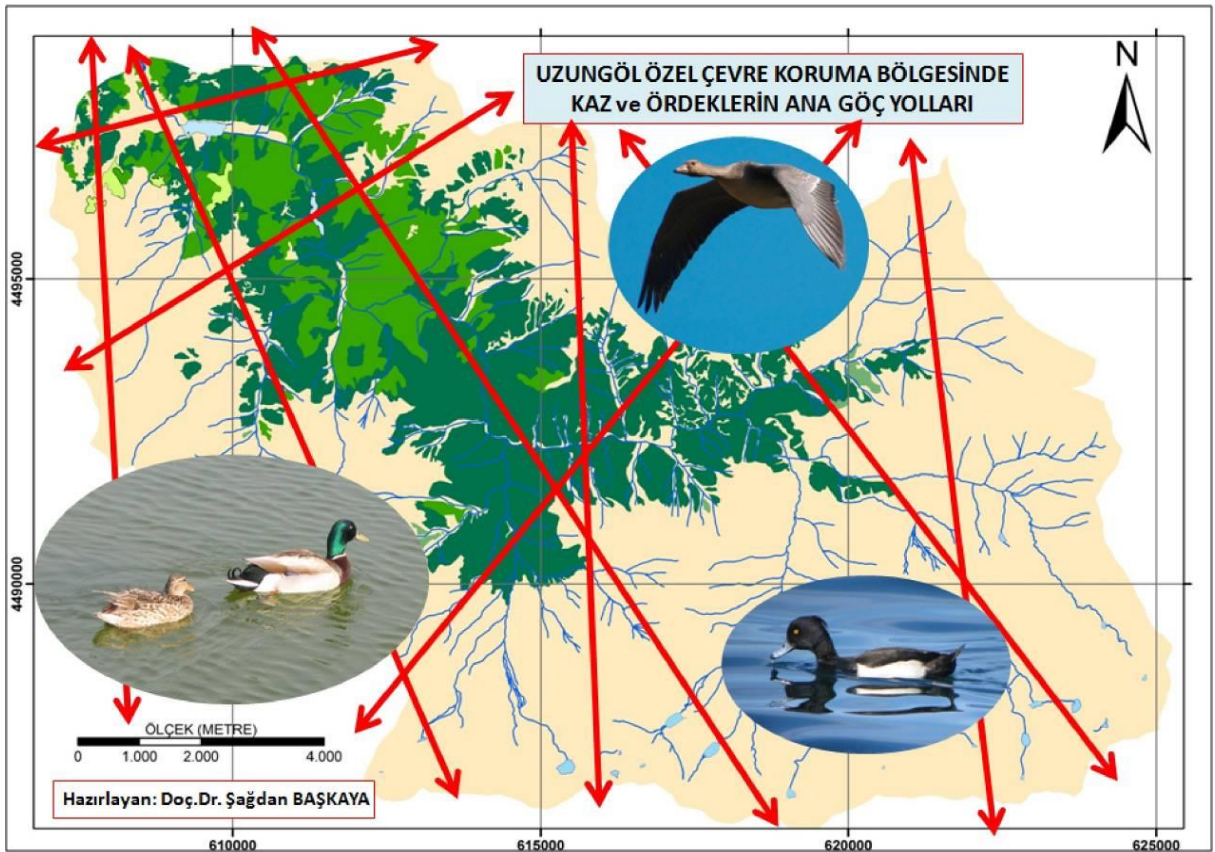 UZUNGÖL ÖZEL ÇEVRE KORUMA BÖLGESİNDE
KAZ ve ÖRDEKLERİN ANA GÖÇ YOLLARI
N
4495000
4490000
ÖLÇEK (METRE)
0 1.000 2.000 4.000
Hazırlayan: Doç.Dr. Şağdan BAŞKAYA
610000 615000 620000 625000